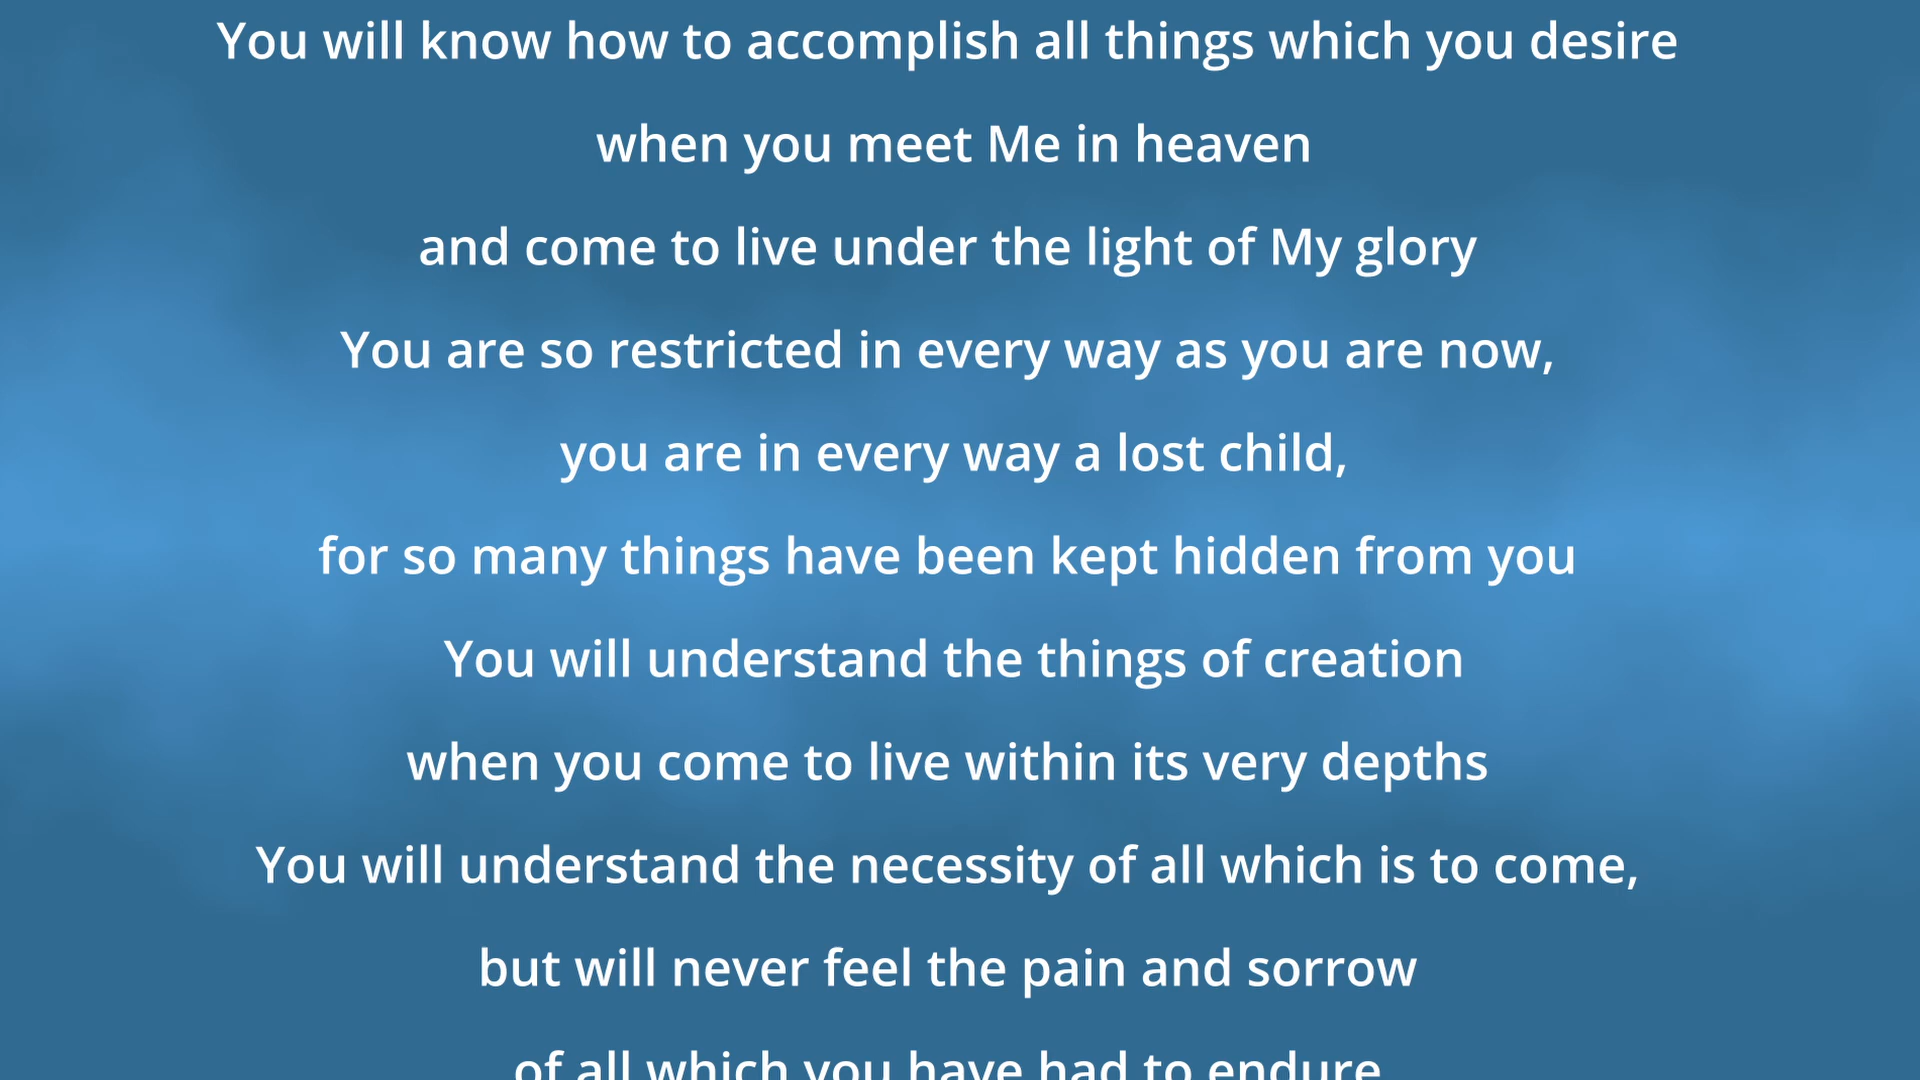 You will know how to accomplish all things which you desire
when you meet Me in heaven
and come to live under the light of My glory
You are so restricted in every way as you are now,
you are in every way a lost child,
for so many things have been kept hidden from you
You will understand the things of creation
when you come to live within its very depths
You will understand the necessity of all which is to come,
but will never feel the pain and sorrow
of all which you have had to endure